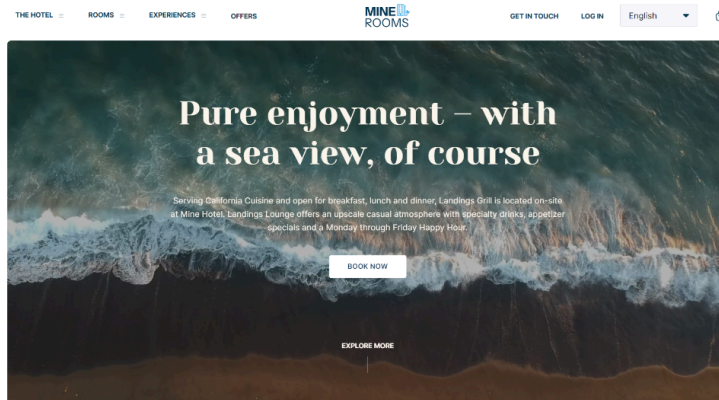 THE HOTEL
ROOMS
EXPERIENCES
OFFERS
MINE
ROOMS
GET IN TOUCH
LOG IN
English
Pure enjoyment – with
a sea view, of course
Serving California Cuisine and open for breakfast, lunch and dinner, Landings Grill is located on-site
at Mine Hotel. Landings Lounge offers an upscale casual atmosphere with specialty drinks, appetizer
specials and a Monday through Friday Happy Hour.
BOOK NOW
EXPLORE MORE